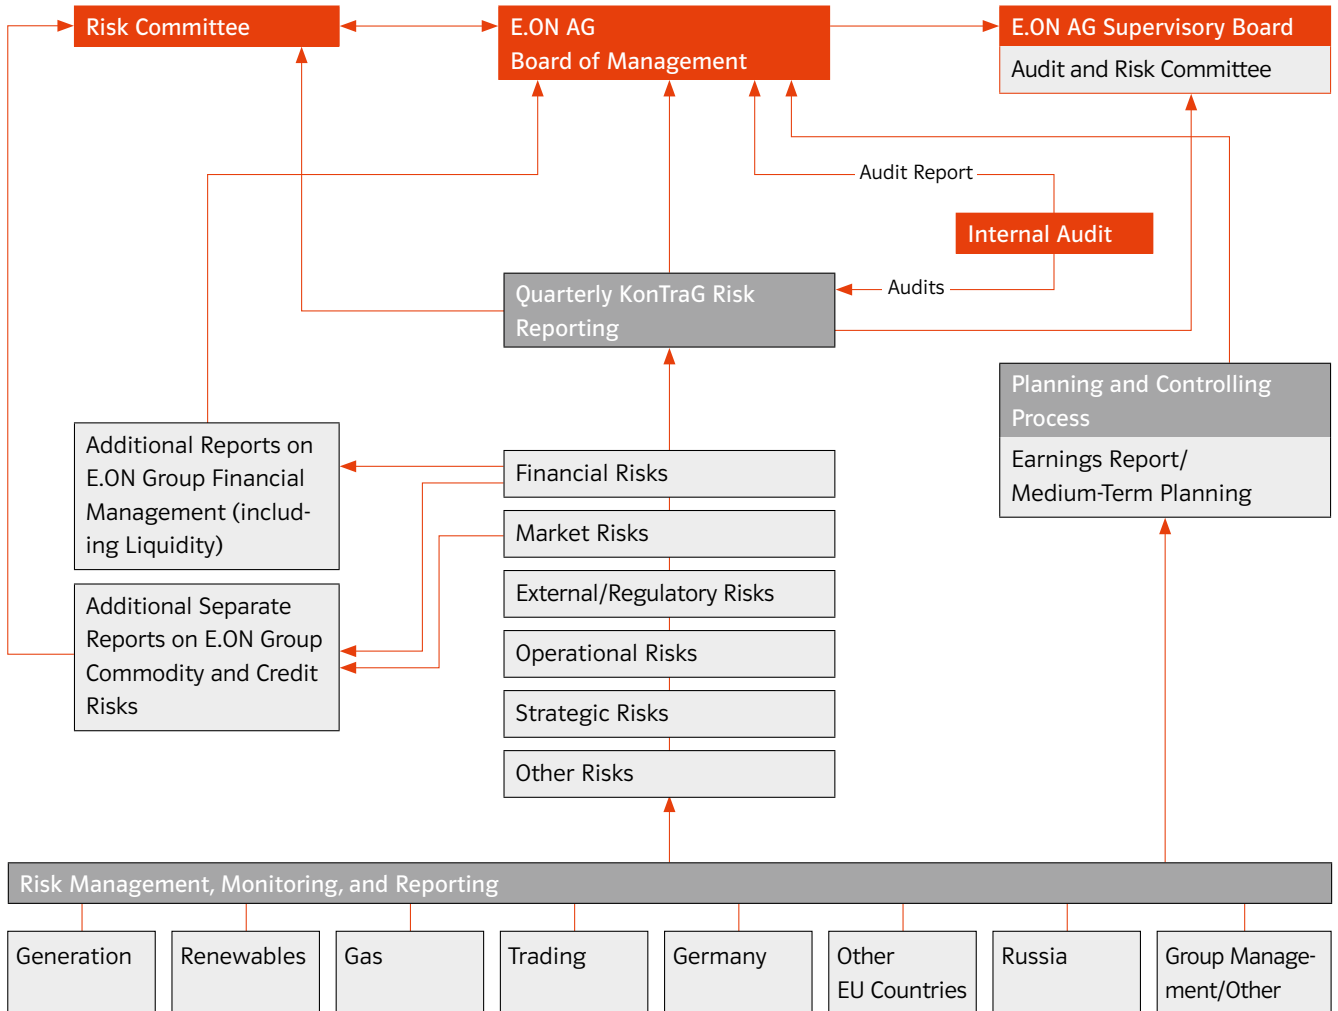 Risk Committee
E.ON AG
Board of Management
E.ON AG Supervisory Board
Audit and Risk Committee
Audit Report
Internal Audit
Audits
Quarterly KonTraG Risk
Reporting
Planning and Controlling
Process
Earnings Report/
Medium-Term Planning
Additional Reports on
E.ON Group Financial
Management (includ-
ing Liquidity)
Additional Separate
Reports on E.ON Group
Commodity and Credit
Risks
Financial Risks
Market Risks
External/Regulatory Risks
Operational Risks
Strategic Risks
Other Risks
Risk Management, Monitoring, and Reporting
Generation
Renewables
Gas
Trading
Germany
Other
EU Countries
Russia
Group Manage-
ment/Other